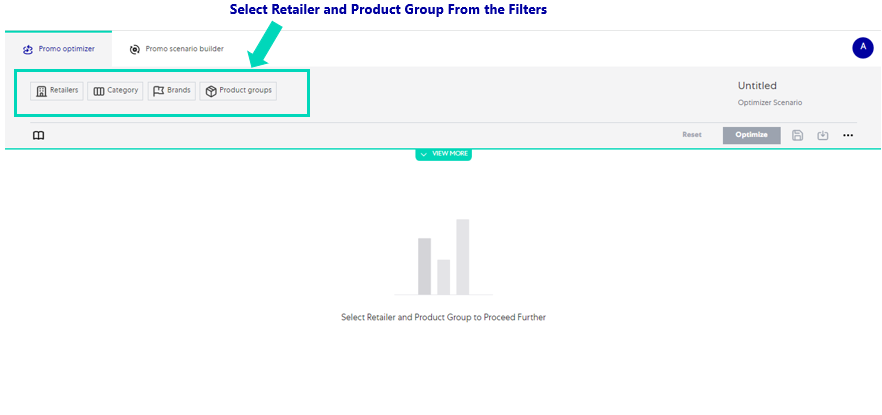 Select Retailer and Product Group From the Filters
Promo optimizer
Promo scenario builder
A
Retailers
Category
Brands
Product groups
Untitled
Optimizer Scenario
Reset
Optimize
VIEW MORE
Select Retailer and Product Group to Proceed Further